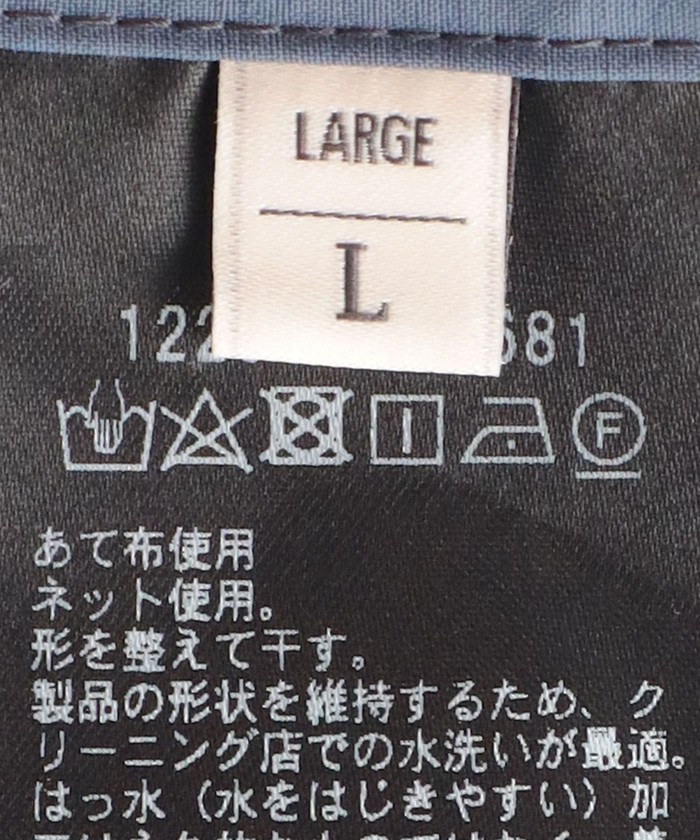 LARGE
L
122 681
F
あて布使用
ネット使用。
形を整えて干す。
製品の形状を維持するため、ク
リーニング店での水洗いが最適。
はっ水（水をはじきやすい）加